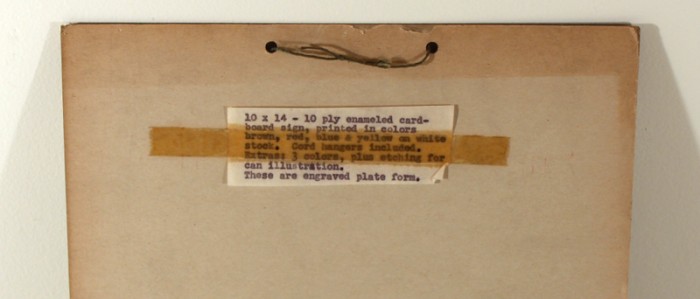 10 x 14 - 10 ply enameled card-
board sign, printed in colors
brown, red, blue & yellow on white
stock.  Cord hangers included.
Extras: 3 colors, plus etching for
can illustration.
These are engraved plate form.